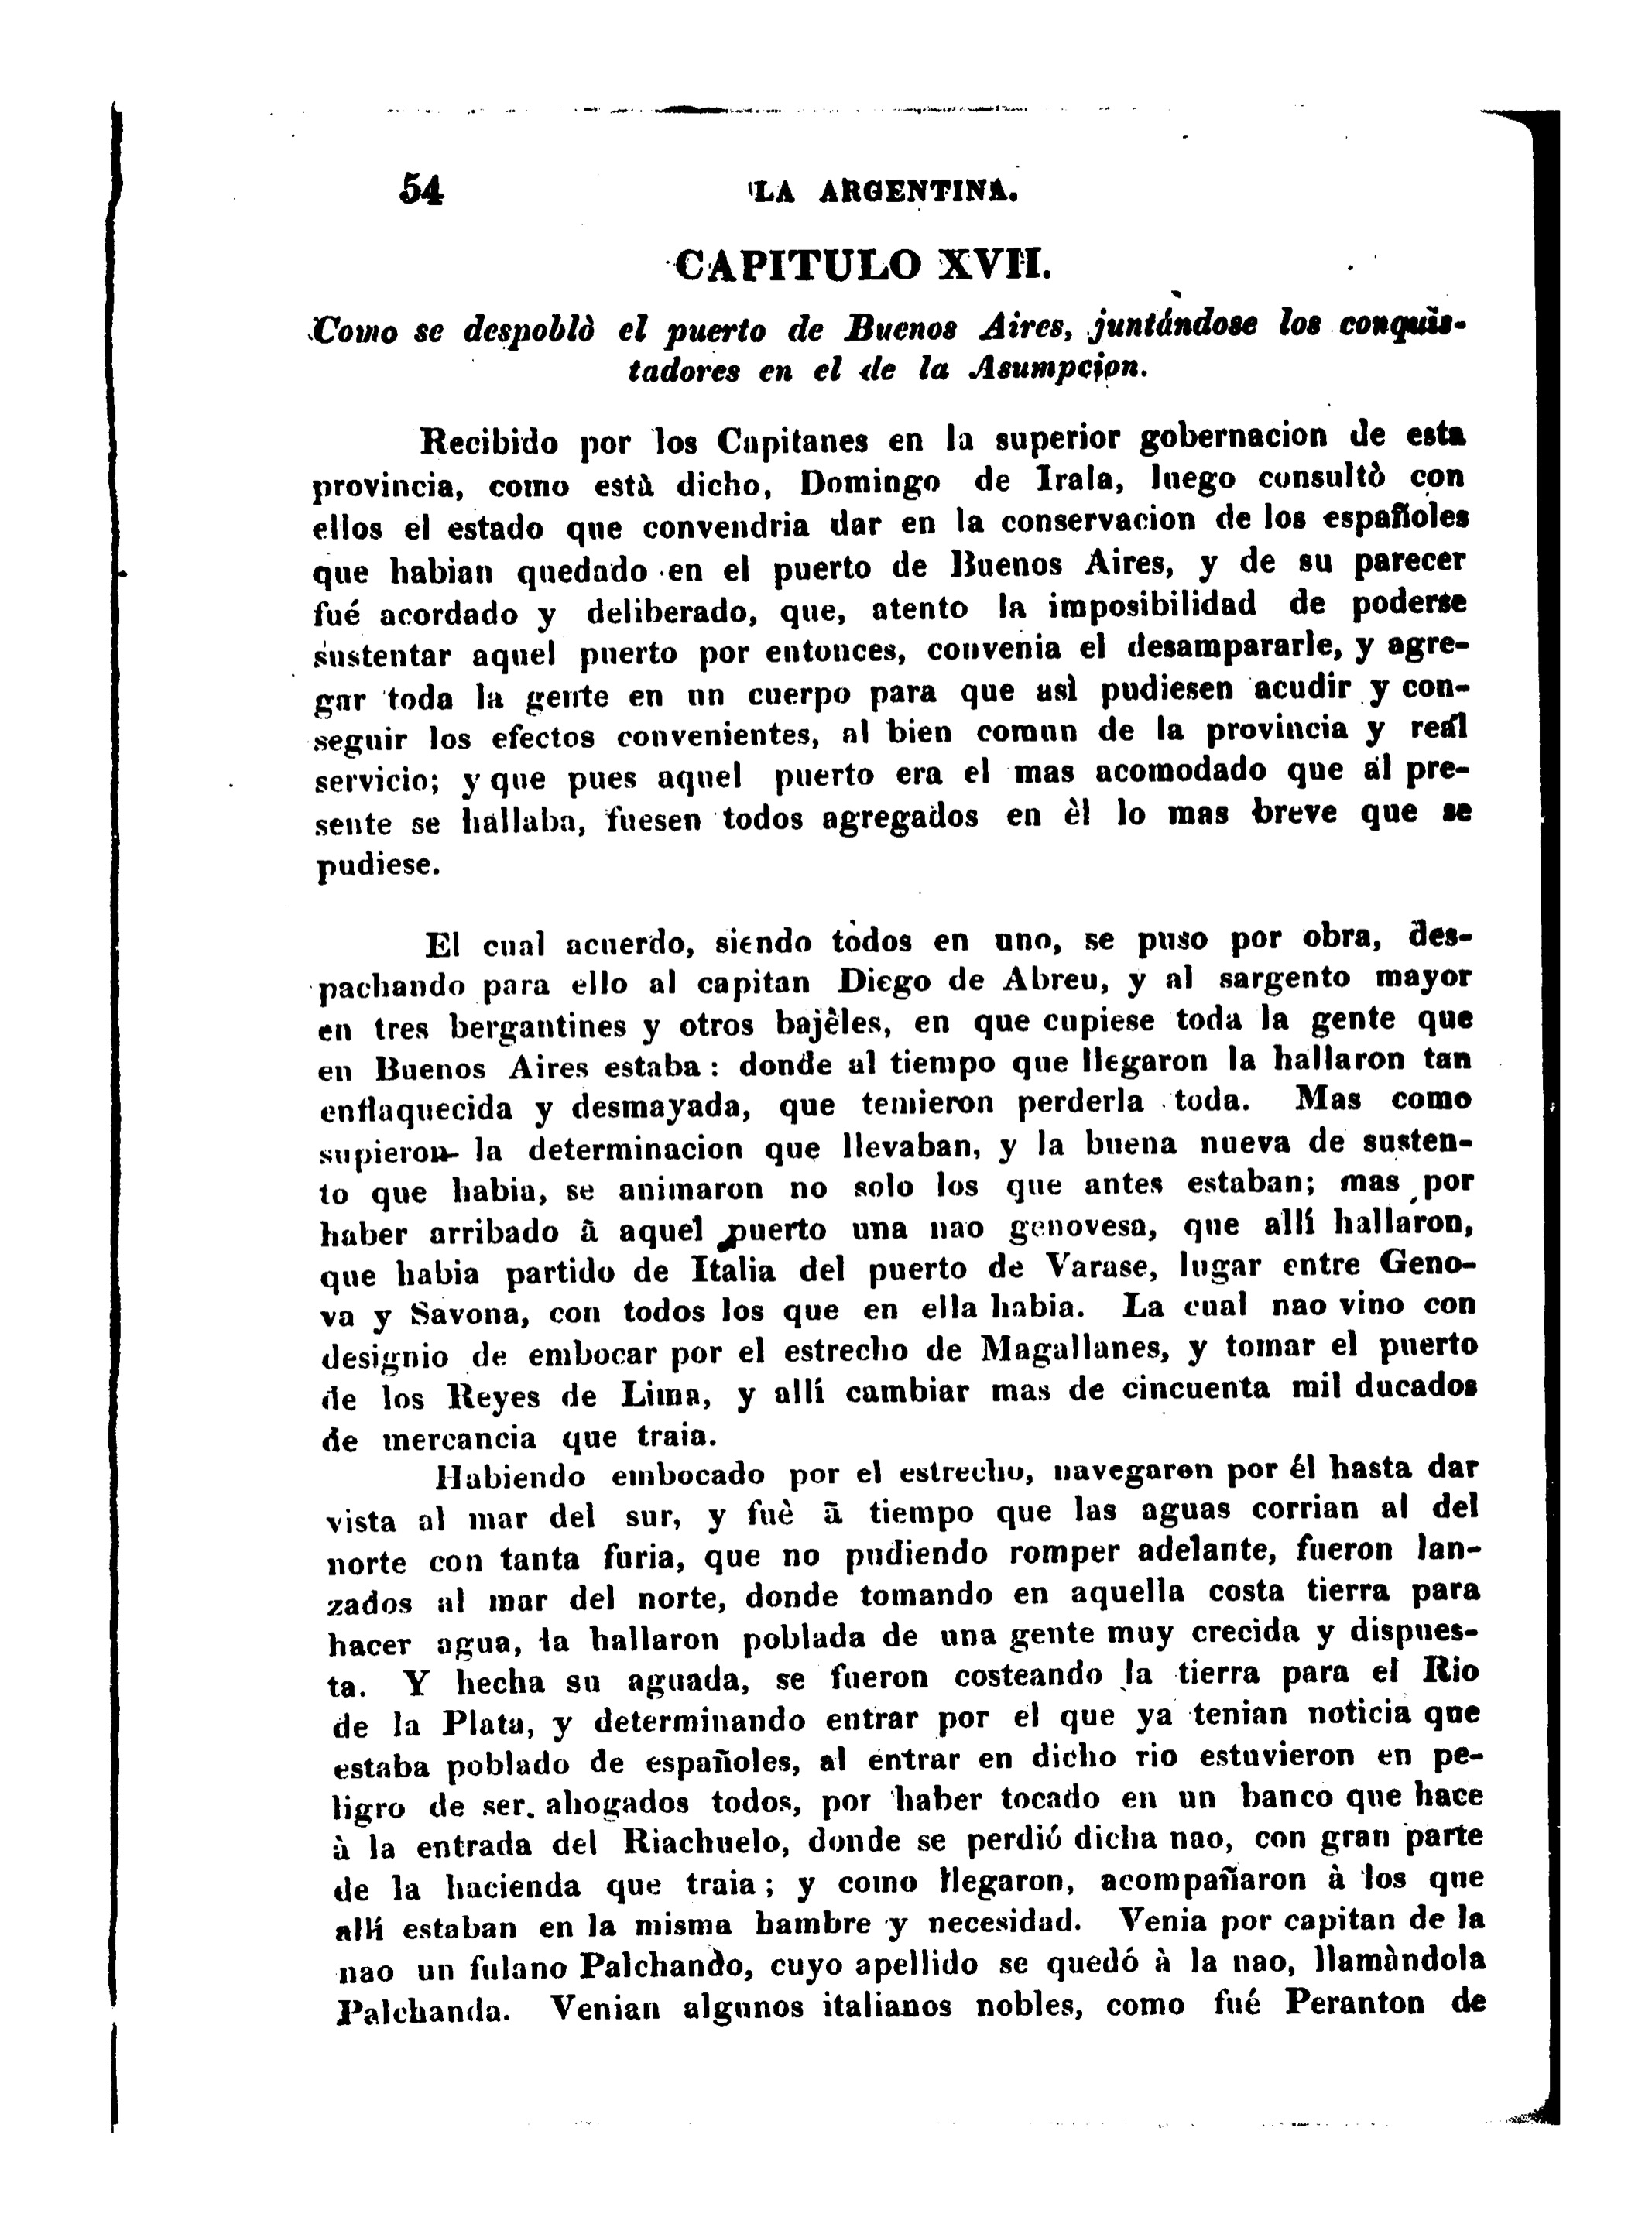 54 LA ARGENTINA.
CAPITULO XVII.
Como se despoblò el puerto de Buenos Aires, juntándose los conquis-
tadores en el de la Asumpcion.
Recibido por los Capitanes en la superior gobernacion de esta
provincia, como està dicho, Domingo de Irala, luego consultò con
ellos el estado que convendria dar en la conservacion de los españoles
que habian quedado en el puerto de Buenos Aires, y de su parecer
fué acordado y deliberado, que, atento la imposibilidad de poderse
sustentar aquel puerto por entonces, convenia el desampararle, y agre-
gar toda la gente en un cuerpo para que asì pudiesen acudir y con-
seguir los efectos convenientes, al bien comun de la provincia y real
servicio; y que pues aquel puerto era el mas acomodado que al pre-
sente se hallaba, fuesen todos agregados en èl lo mas breve que se
pudiese.
El cual acuerdo, siendo todos en uno, se puso por obra, des-
pachando para ello al capitan Diego de Abreu, y al sargento mayor
en tres bergantines y otros bajèles, en que cupiese toda la gente que
en Buenos Aires estaba: donde al tiempo que llegaron la hallaron tan
enflaquecida y desmayada, que temieron perderla toda. Mas como
supieron la determinacion que llevaban, y la buena nueva de susten-
to que habia, se animaron no solo los que antes estaban; mas por
haber arribado ã aquel puerto una nao genovesa, que allí hallaron,
que habia partido de Italia del puerto de Varase, lugar entre Geno-
va y Savona, con todos los que en ella habia. La cual nao vino con
designio de embocar por el estrecho de Magallanes, y tomar el puerto
de los Reyes de Lima, y allí cambiar mas de cincuenta mil ducados
de mercancia que traia.
Habiendo embocado por el estrecho, navegaron por él hasta dar
vista al mar del sur, y fuè ã tiempo que las aguas corrian al del
norte con tanta furia, que no pudiendo romper adelante, fueron lan-
zados al mar del norte, donde tomando en aquella costa tierra para
hacer agua, la hallaron poblada de una gente muy crecida y dispues-
ta. Y hecha su aguada, se fueron costeando la tierra para el Rio
de la Plata, y determinando entrar por el que ya tenian noticia que
estaba poblado de españoles, al entrar en dicho rio estuvieron en pe-
ligro de ser ahogados todos, por haber tocado en un banco que hace
à la entrada del Riachuelo, donde se perdió dicha nao, con gran parte
de la hacienda que traia; y como llegaron, acompañaron à los que
allí estaban en la misma hambre y necesidad. Venia por capitan de la
nao un fulano Palchando, cuyo apellido se quedó à la nao, llamàndola
Palchanda. Venian algunos italianos nobles, como fué Peranton de